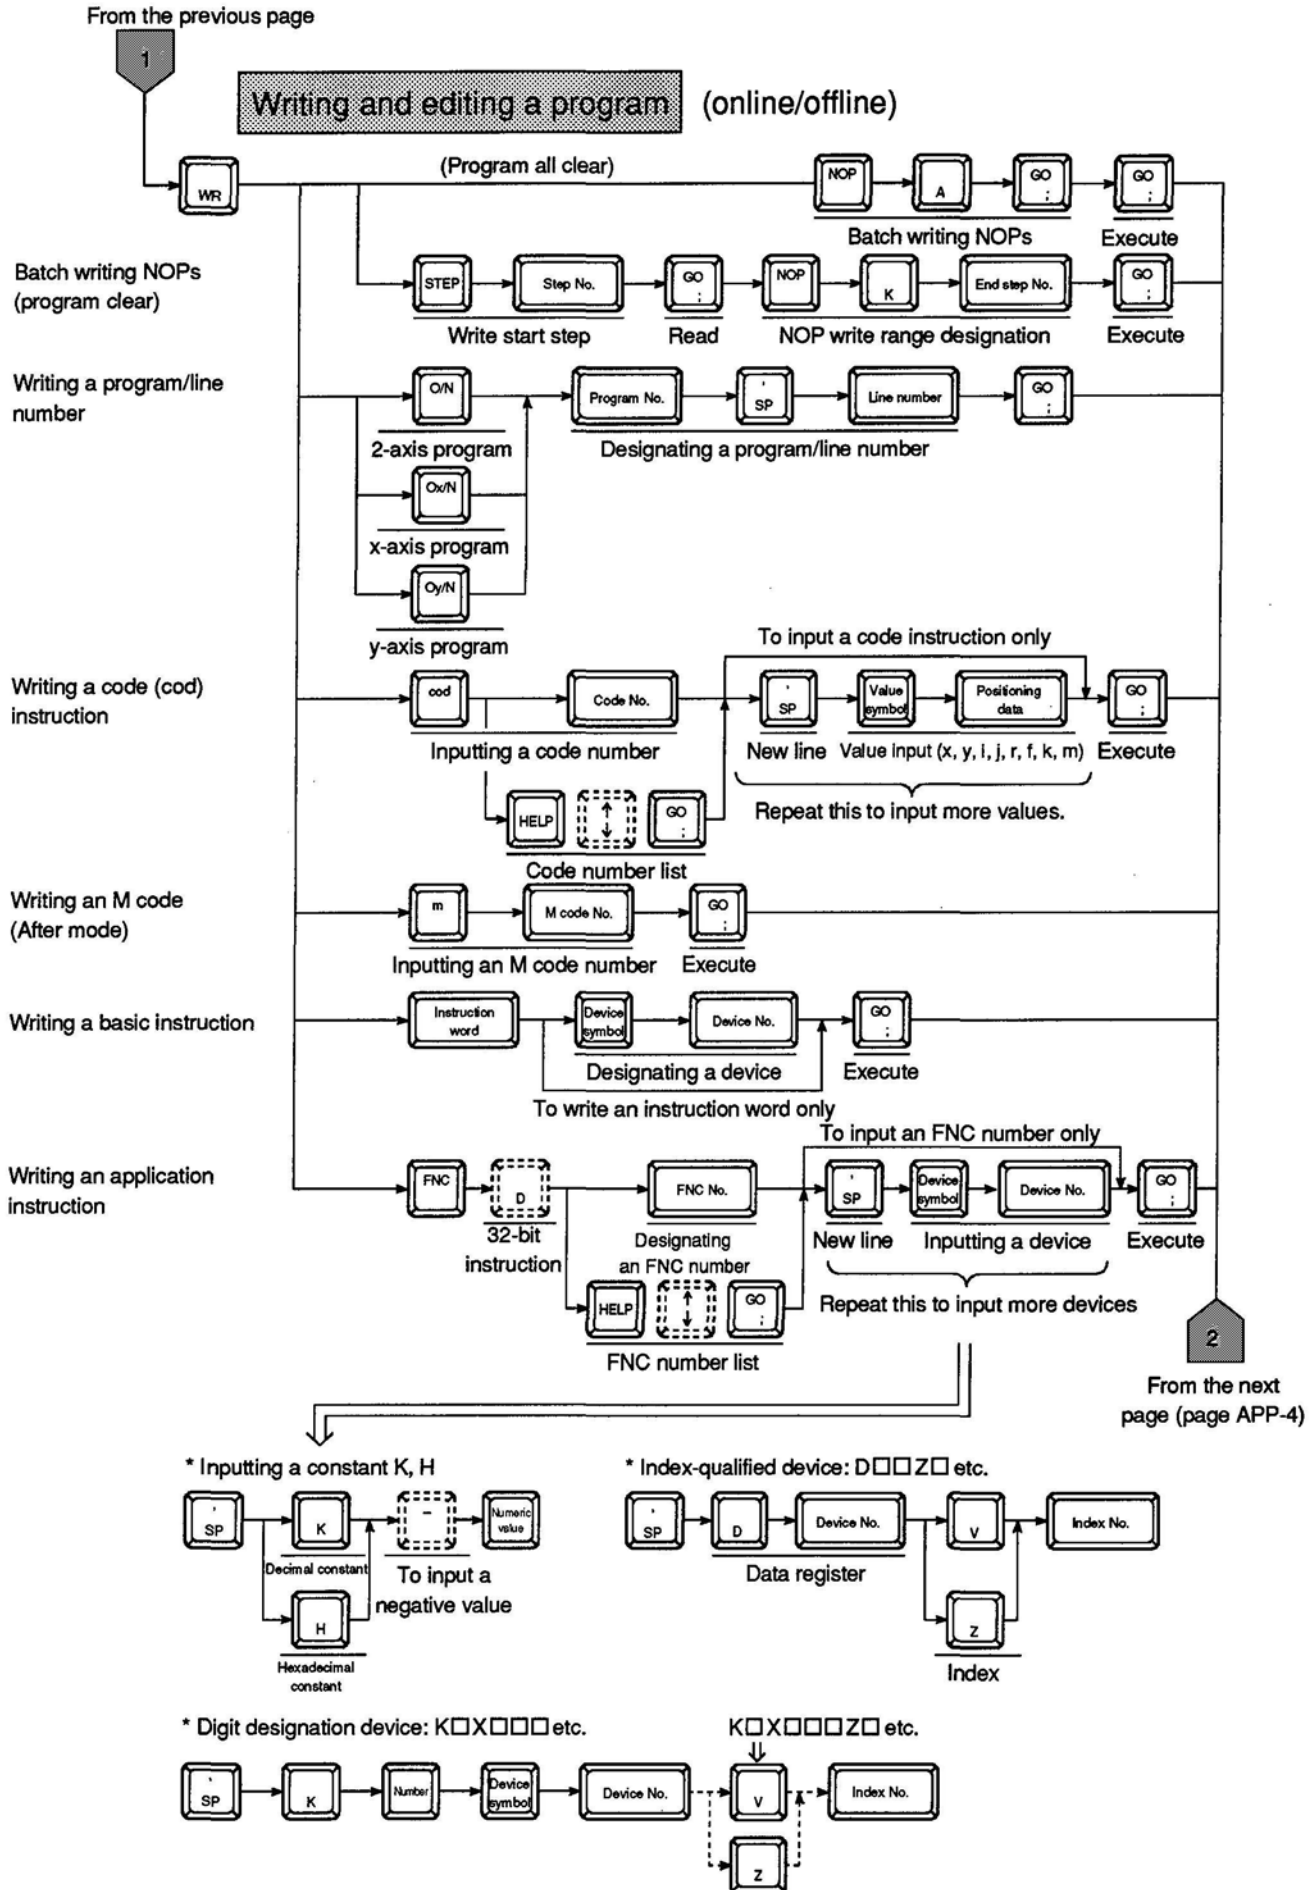 From the previous page
1
Writing and editing a program (online/offline)
WR
(Program all clear)
NOP
A
GO ;
GO ;
Batch writing NOPs
Execute
Batch writing NOPs
(program clear)
STEP
Step No.
GO ;
NOP
K
End step No.
GO ;
Write start step
Read
NOP write range designation
Execute
Writing a program/line
number
O/N
Program No.
' SP
Line number
GO ;
2-axis program
Designating a program/line number
Ox/N
x-axis program
Oy/N
y-axis program
To input a code instruction only
Writing a code (cod)
instruction
cod
Code No.
' SP
Value
symbol
Positioning
data
GO ;
Inputting a code number
New line
Value input (x, y, i, j, r, f, k, m)
Execute
HELP
↑↓
GO ;
Repeat this to input more values.
Code number list
Writing an M code
(After mode)
m
M code No.
GO ;
Inputting an M code number
Execute
Writing a basic instruction
Instruction
word
Device
symbol
Device No.
GO ;
Designating a device
Execute
To write an instruction word only
To input an FNC number only
Writing an application
instruction
FNC
D
FNC No.
' SP
Device
symbol
Device No.
GO ;
32-bit
instruction
Designating
an FNC number
New line
Inputting a device
Execute
HELP
↑↓
GO ;
Repeat this to input more devices
FNC number list
2
From the next
page (page APP-4)
* Inputting a constant K, H
' SP
K
−
Numeric
value
Decimal constant
To input a
negative value
H
Hexadecimal
constant
* Index-qualified device: D□□Z□ etc.
' SP
D
Device No.
V
Index No.
Data register
Z
Index
* Digit designation device: K□X□□□ etc.
K□X□□□Z□ etc.
' SP
K
Number
Device
symbol
Device No.
V
Index No.
Z